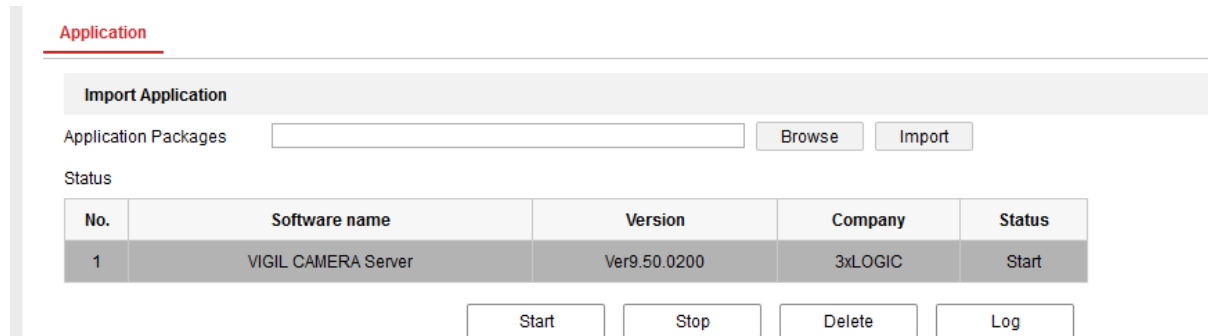 Application
Import Application
Application Packages Browse Import
Status
No. Software name Version Company Status
1 VIGIL CAMERA Server Ver9.50.0200 3xLOGIC Start
Start Stop Delete Log